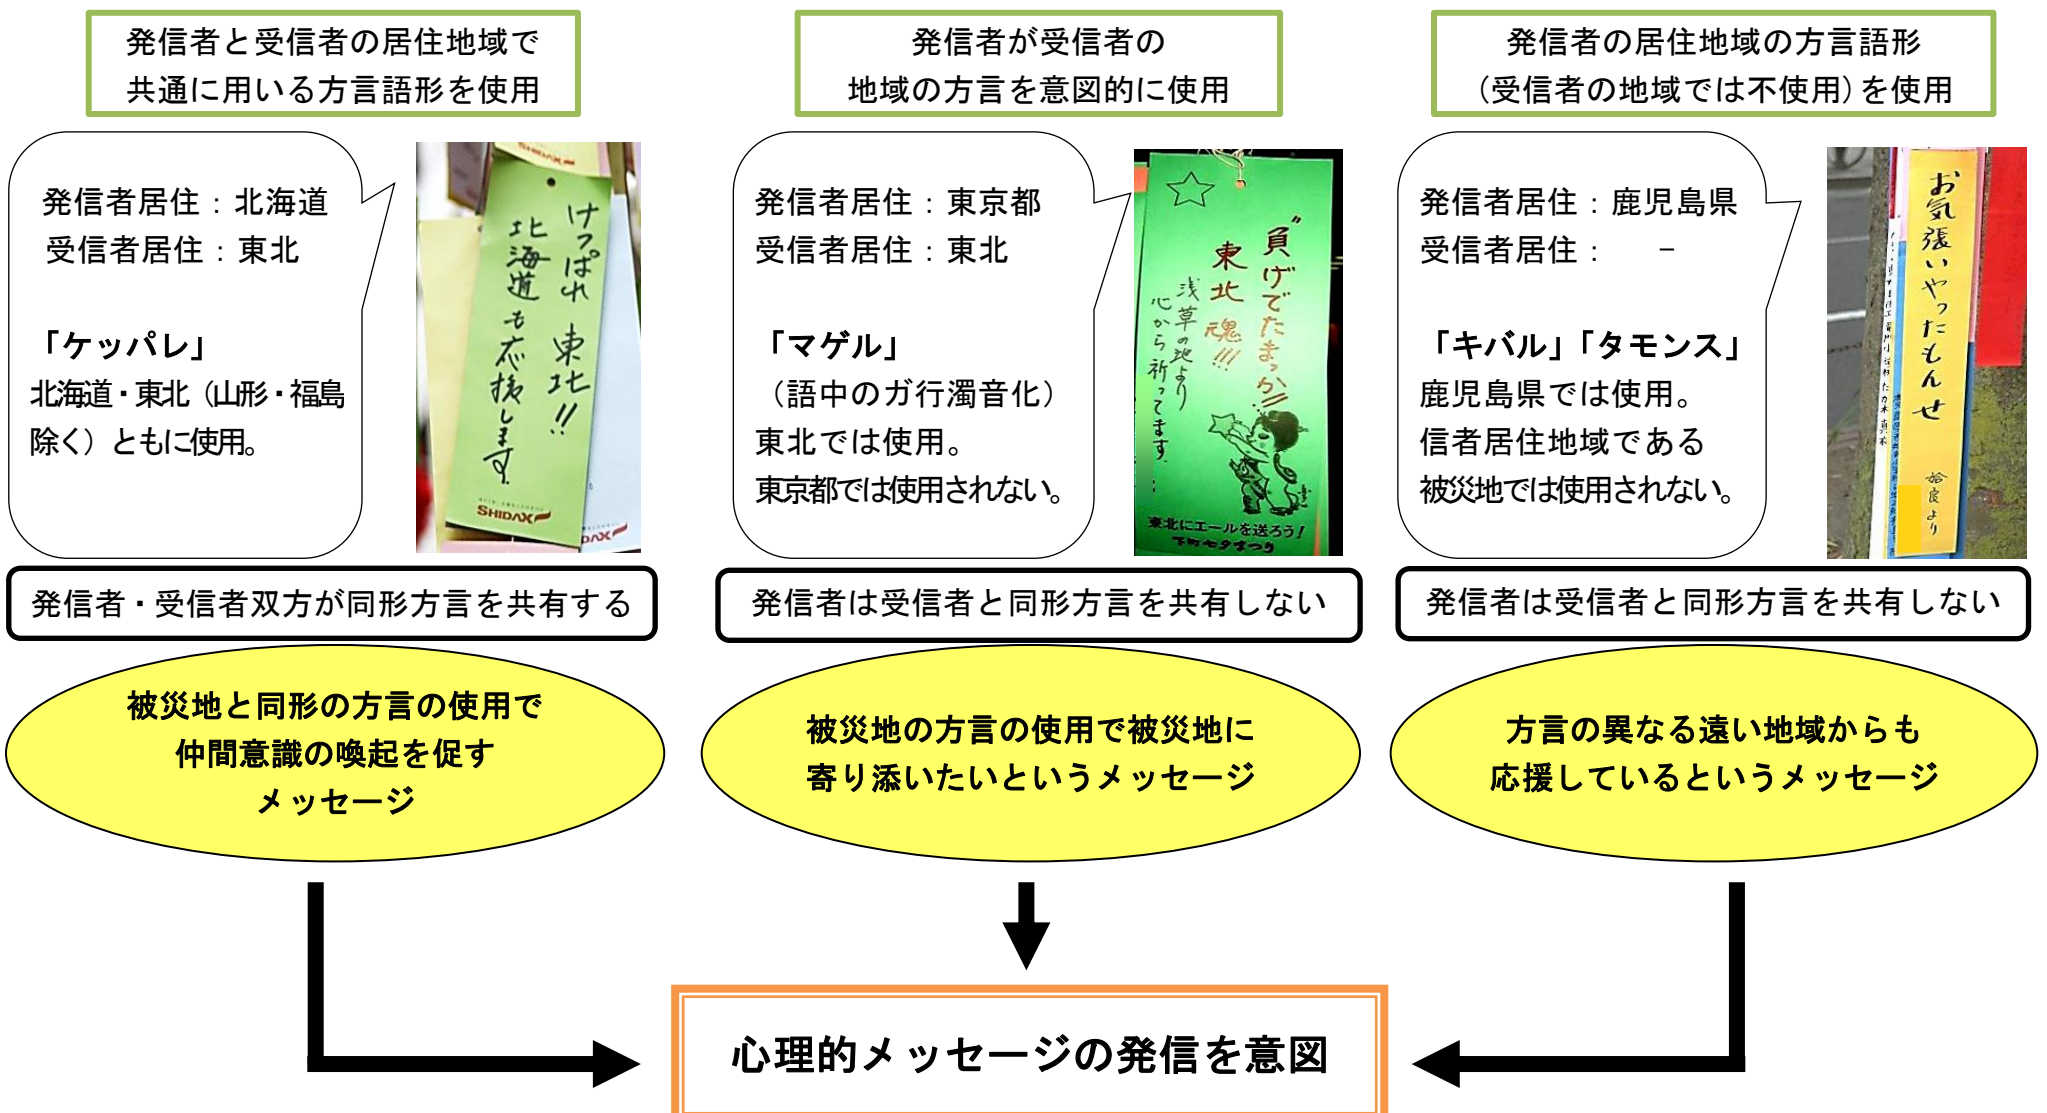 発信者と受信者の居住地域で
共通に用いる方言語形を使用
発信者居住：北海道
受信者居住：東北
「ケッパレ」
北海道・東北（山形・福島
除く）ともに使用。
けっぱれ 東北!!
北海道も応援します。
SHIDAX
発信者・受信者双方が同形方言を共有する
被災地と同形の方言の使用で
仲間意識の喚起を促す
メッセージ
発信者が受信者の
地域の方言を意図的に使用
発信者居住：東京都
受信者居住：東北
「マゲル」
（語中のガ行濁音化）
東北では使用。
東京都では使用されない。
〝負げでたまっか!!
東北魂!!!
浅草の地より
心から祈ってます
東北にエールを送ろう!
下町七夕まつり
発信者は受信者と同形方言を共有しない
被災地の方言の使用で被災地に
寄り添いたいというメッセージ
発信者の居住地域の方言語形
（受信者の地域では不使用）を使用
発信者居住：鹿児島県
受信者居住： －
「キバル」「タモンス」
鹿児島県では使用。
信者居住地域である
被災地では使用されない。
お気張いやったもんせ
姶良より
発信者は受信者と同形方言を共有しない
方言の異なる遠い地域からも
応援しているというメッセージ
心理的メッセージの発信を意図